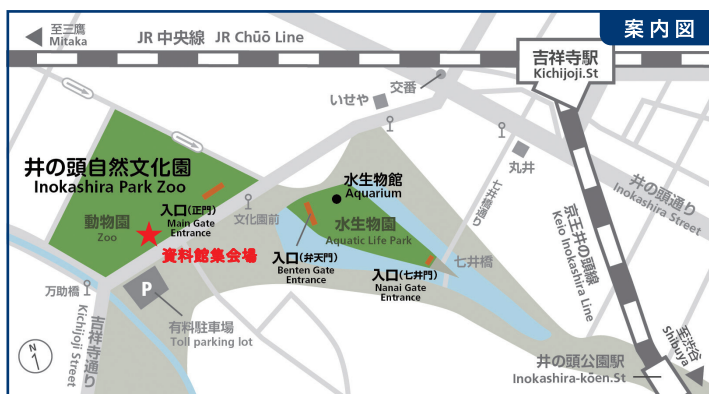 案内図
至三鷹
Mitaka
JR 中央線 JR Chūō Line
吉祥寺駅
Kichijoji.St
交番
いせや
丸井
井の頭通り
Inokashira Street
七井橋通り
京王井の頭線
Keio Inokashira Line
井の頭自然文化園
Inokashira Park Zoo
動物園
Zoo
入口(正門)
Main Gate
Entrance
文化園前
水生物館
Aquarium
水生物園
Aquatic Life Park
資料館集会場
入口(弁天門)
Benten Gate
Entrance
入口(七井門)
Nanai Gate
Entrance
七井橋
万助橋
P
有料駐車場
Toll parking lot
吉祥寺通り
Kichijoji Street
N
至渋谷
Shibuya
井の頭公園駅
Inokashira-kōen.St